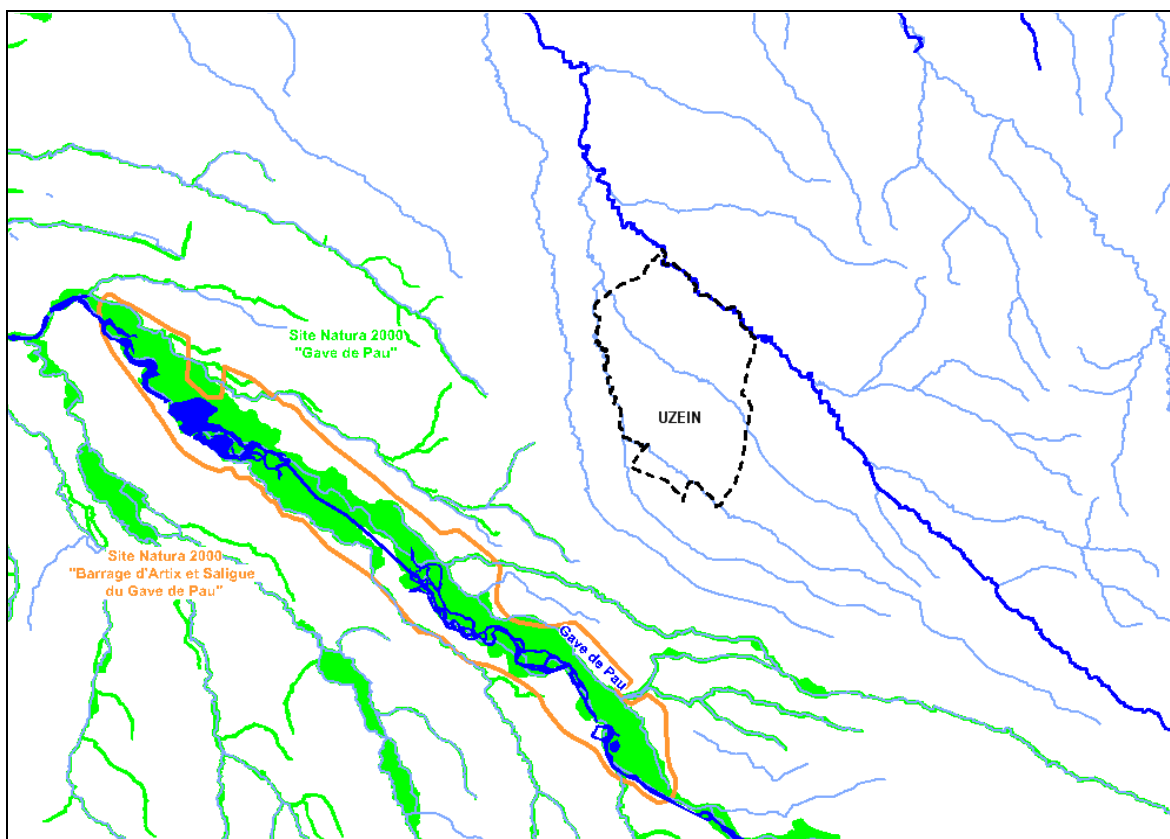 Site Natura 2000
"Gave de Pau"
UZEIN
Site Natura 2000
"Barrage d'Artix et Saligue
du Gave de Pau"
Gave de Pau